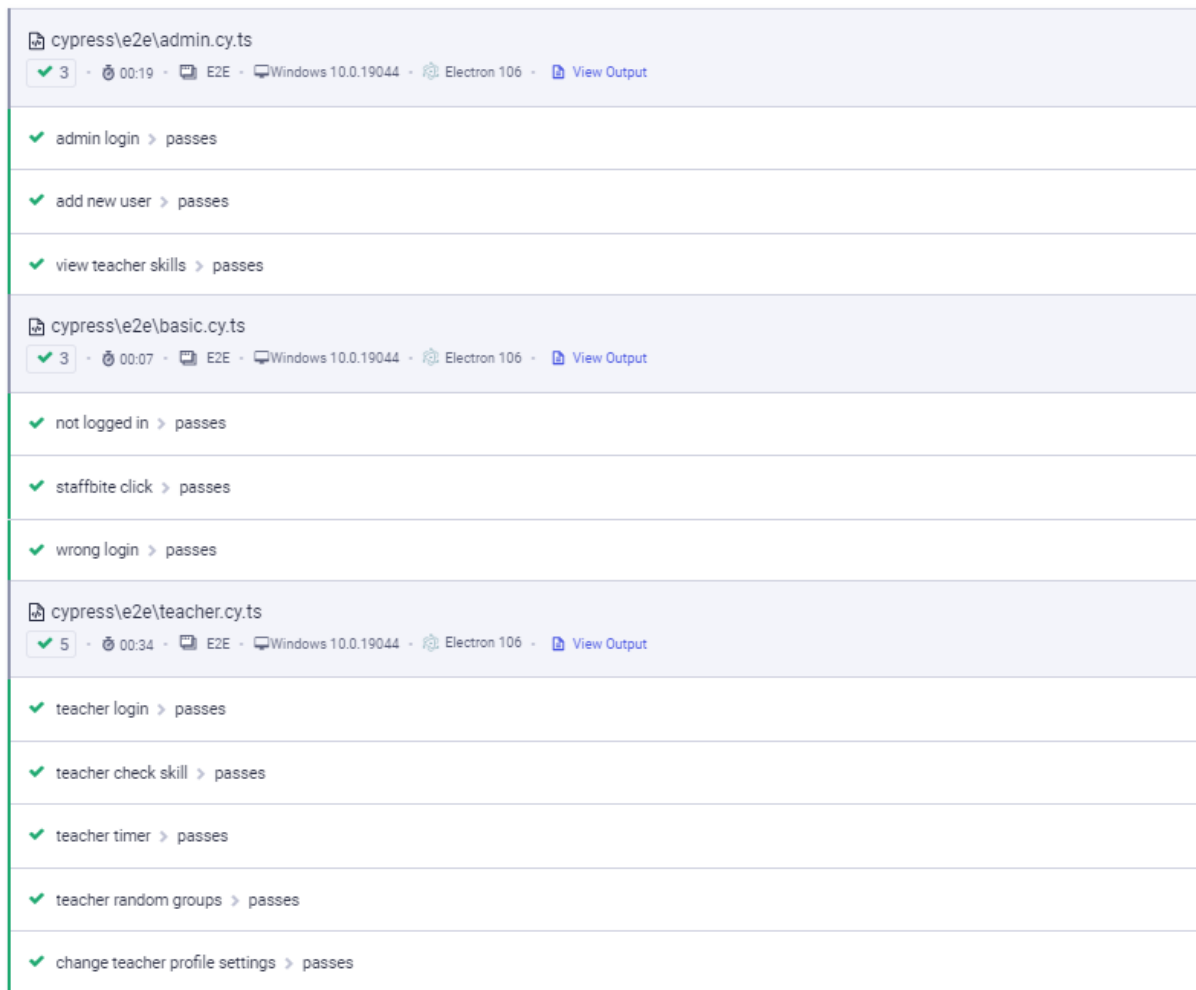 cypress\e2e\admin.cy.ts
3 · 00:19 · E2E · Windows 10.0.19044 · Electron 106 · View Output
admin login > passes
add new user > passes
view teacher skills > passes
cypress\e2e\basic.cy.ts
3 · 00:07 · E2E · Windows 10.0.19044 · Electron 106 · View Output
not logged in > passes
staffbite click > passes
wrong login > passes
cypress\e2e\teacher.cy.ts
5 · 00:34 · E2E · Windows 10.0.19044 · Electron 106 · View Output
teacher login > passes
teacher check skill > passes
teacher timer > passes
teacher random groups > passes
change teacher profile settings > passes